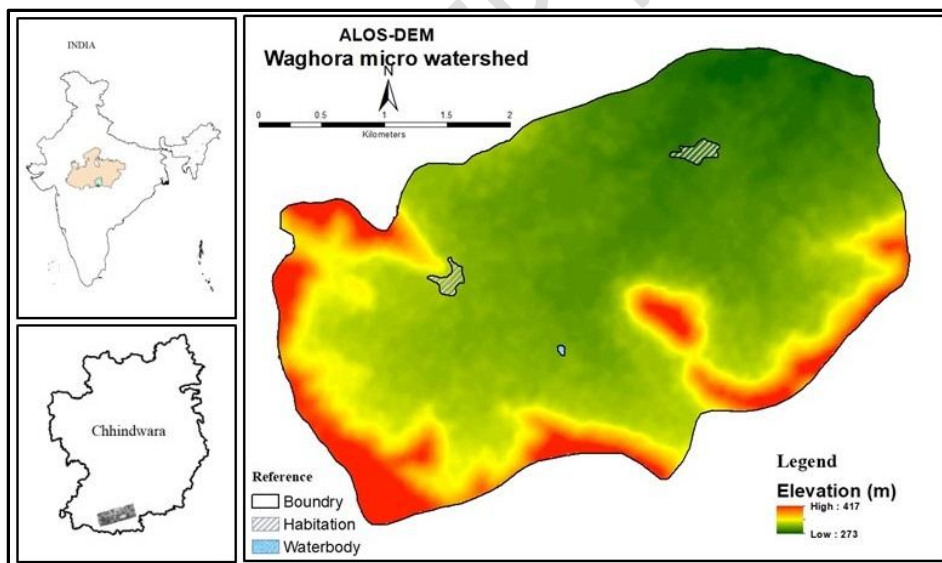 INDIA
Chhindwara
ALOS-DEM
Waghora micro watershed
N
0 0.5 1 1.5 2
Kilometers
Reference
Boundry
Habitation
Waterbody
Legend
Elevation (m)
High : 417
Low : 273